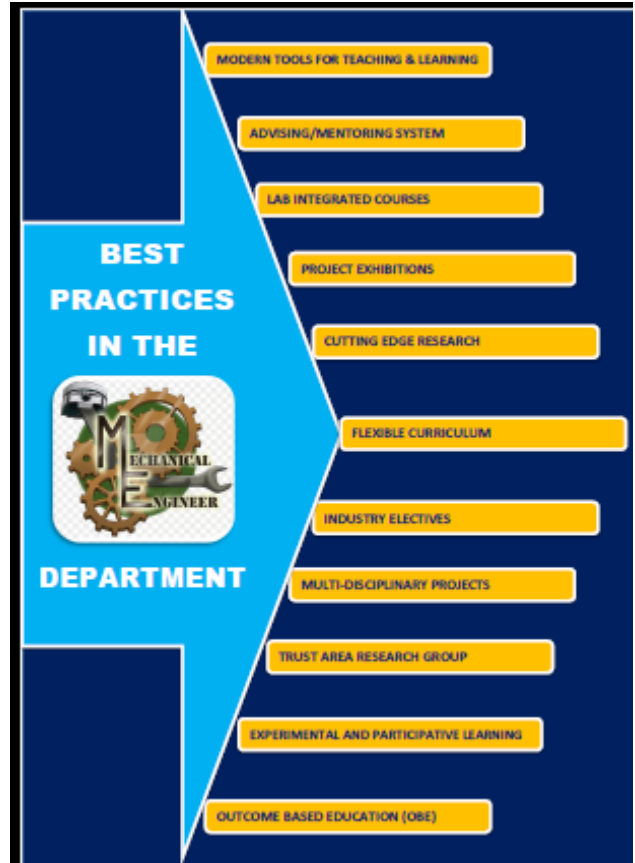 MODERN TOOLS FOR TEACHING & LEARNING
ADVISING/MENTORING SYSTEM
LAB INTEGRATED COURSES
PROJECT EXHIBITIONS
CUTTING EDGE RESEARCH
FLEXIBLE CURRICULUM
INDUSTRY ELECTIVES
MULTI-DISCIPLINARY PROJECTS
TRUST AREA RESEARCH GROUP
EXPERIMENTAL AND PARTICIPATIVE LEARNING
OUTCOME BASED EDUCATION (OBE)
BEST
PRACTICES
IN THE
MECHANICAL
ENGINEER
DEPARTMENT